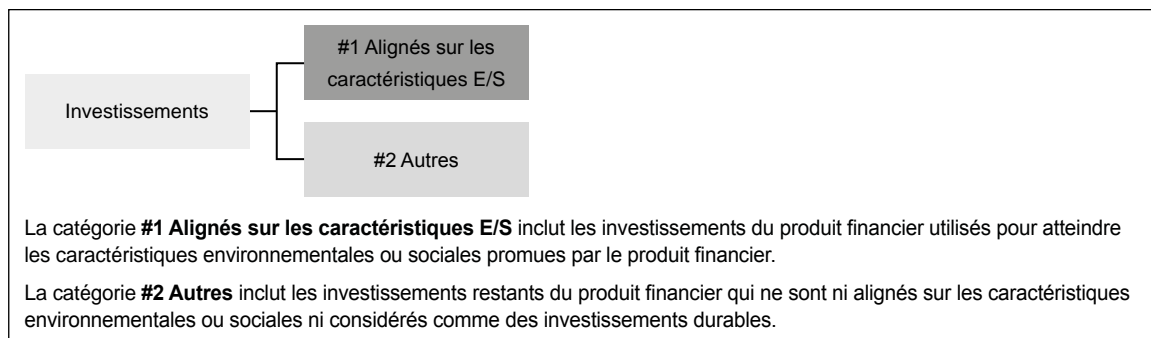 #1 Alignés sur les
caractéristiques E/S
Investissements
#2 Autres
La catégorie #1 Alignés sur les caractéristiques E/S inclut les investissements du produit financier utilisés pour atteindre
les caractéristiques environnementales ou sociales promues par le produit financier.
La catégorie #2 Autres inclut les investissements restants du produit financier qui ne sont ni alignés sur les caractéristiques
environnementales ou sociales ni considérés comme des investissements durables.